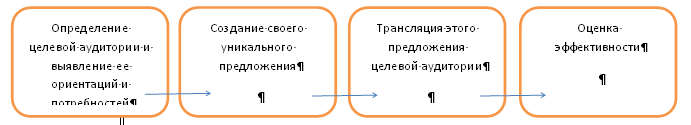 Определение
целевой аудитории и
выявление ее
ориентаций и
потребностей¶
¶
Создание своего
уникального
предложения¶
¶
Трансляция этого
предложения
целевой аудитории¶
¶
Оценка
эффективности¶
¶